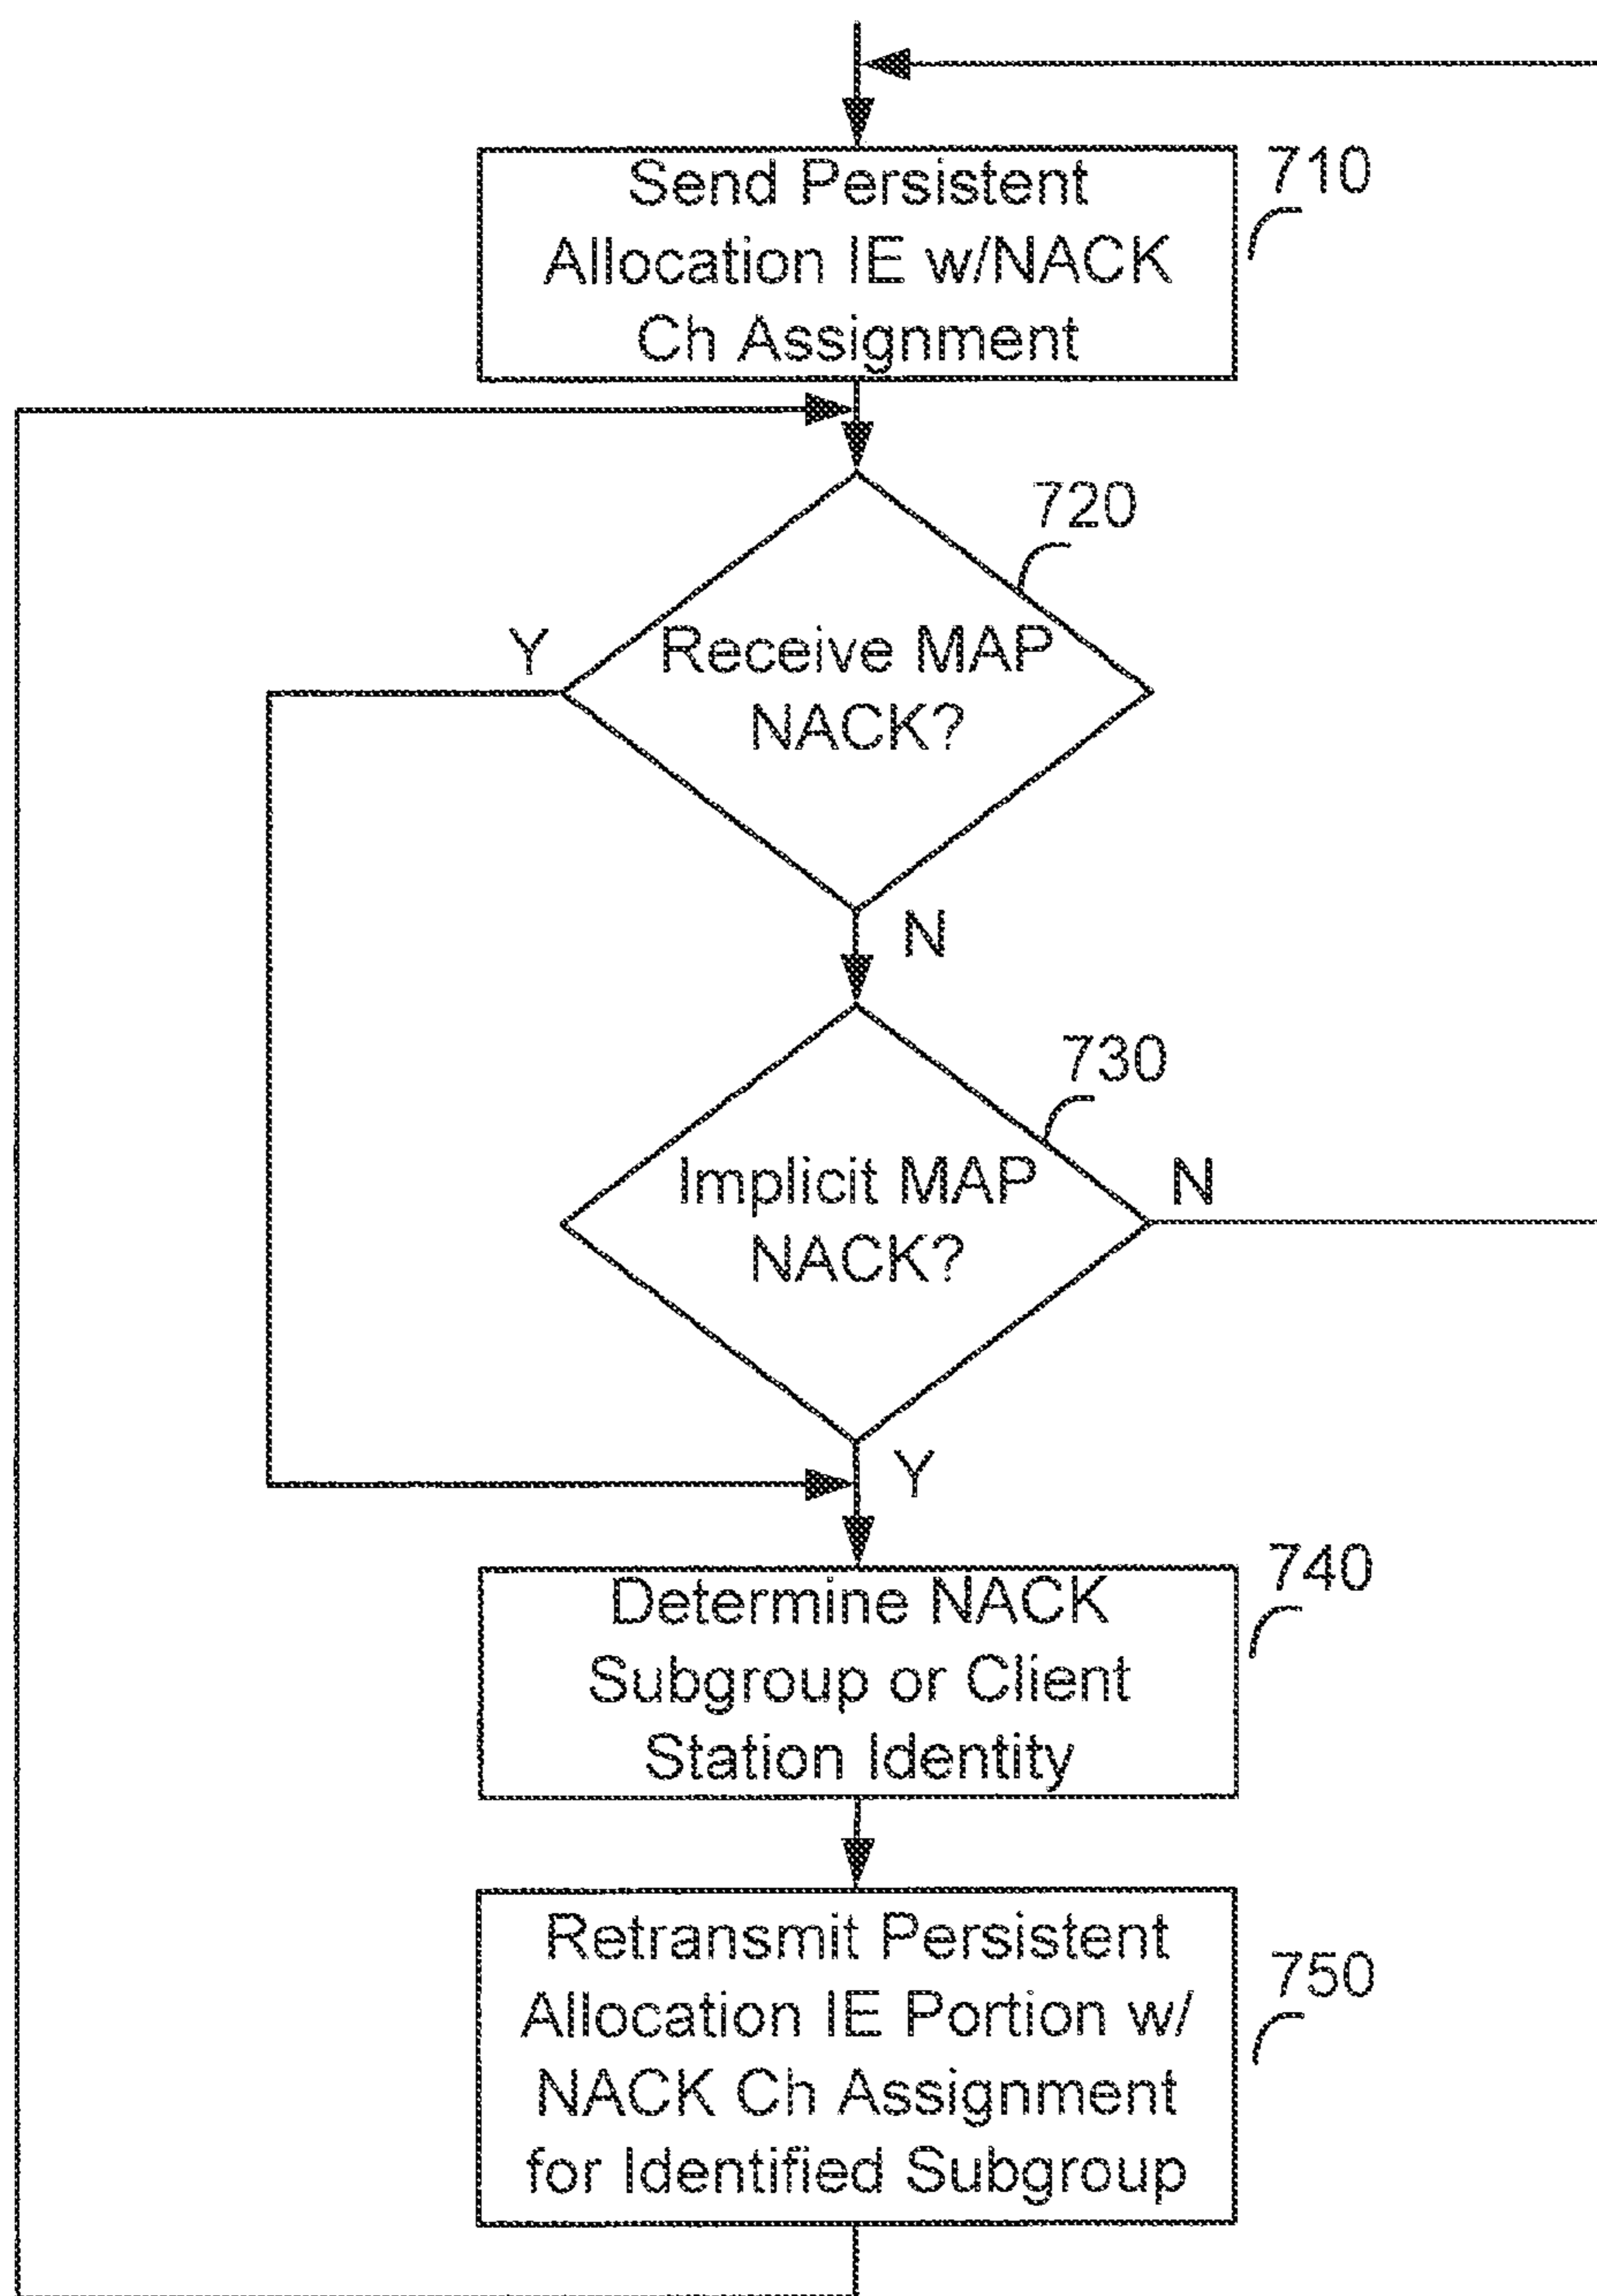 Send Persistent
Allocation IE w/NACK
Ch Assignment
710
720
Y
Receive MAP
NACK?
N
730
Implicit MAP
NACK?
N
Y
740
Determine NACK
Subgroup or Client
Station Identity
Retransmit Persistent
Allocation IE Portion w/
NACK Ch Assignment
for Identified Subgroup
750